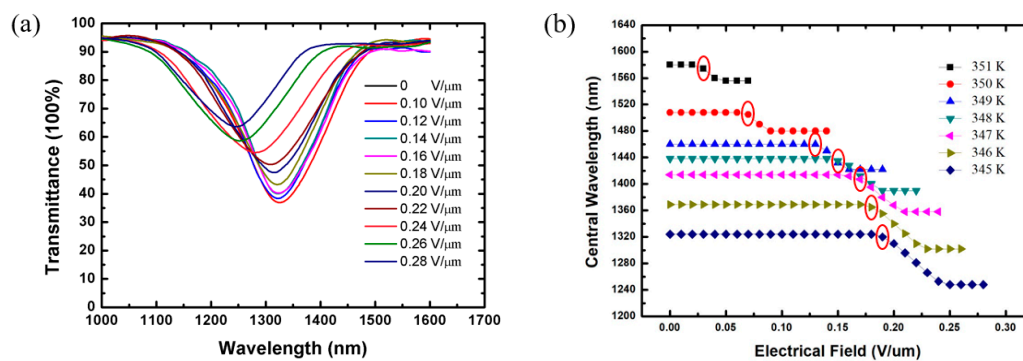 (a)
Transmittance (100%)
100
90
80
70
60
50
40
30
20
10
0
1000 1100 1200 1300 1400 1500 1600 1700
Wavelength (nm)
0 V/μm
0.10 V/μm
0.12 V/μm
0.14 V/μm
0.16 V/μm
0.18 V/μm
0.20 V/μm
0.22 V/μm
0.24 V/μm
0.26 V/μm
0.28 V/μm
(b)
Central Wavelength (nm)
1640
1600
1560
1520
1480
1440
1400
1360
1320
1280
1240
1200
0.00 0.05 0.10 0.15 0.20 0.25 0.30
Electrical Field (V/um)
351 K
350 K
349 K
348 K
347 K
346 K
345 K